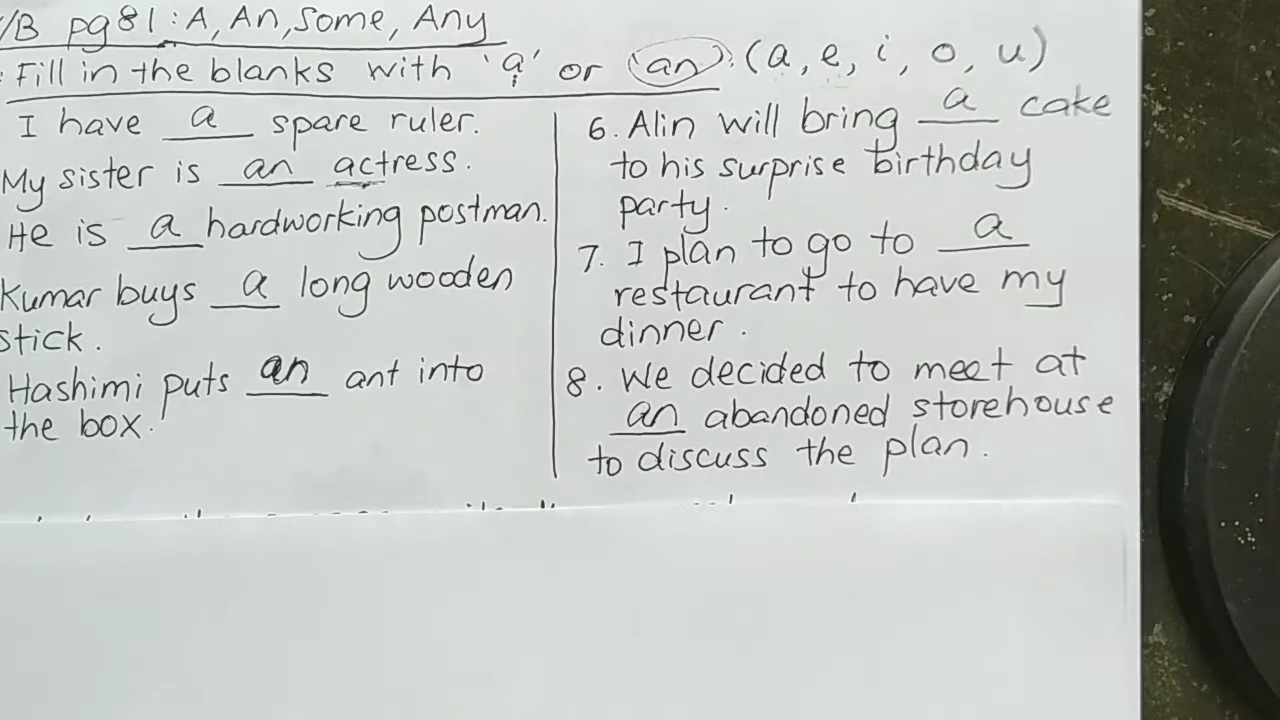 /B pg 81: A, An, Some, Any
: Fill in the blanks with 'a' or 'an': (a, e, i, o, u)
I have a spare ruler.
My sister is an actress.
He is a hardworking postman.
Kumar buys a long wooden
stick.
Hashimi puts an ant into
the box.
6. Alin will bring a cake
to his surprise birthday
party.
7. I plan to go to a
restaurant to have my
dinner.
8. We decided to meet at
an abandoned storehouse
to discuss the plan.